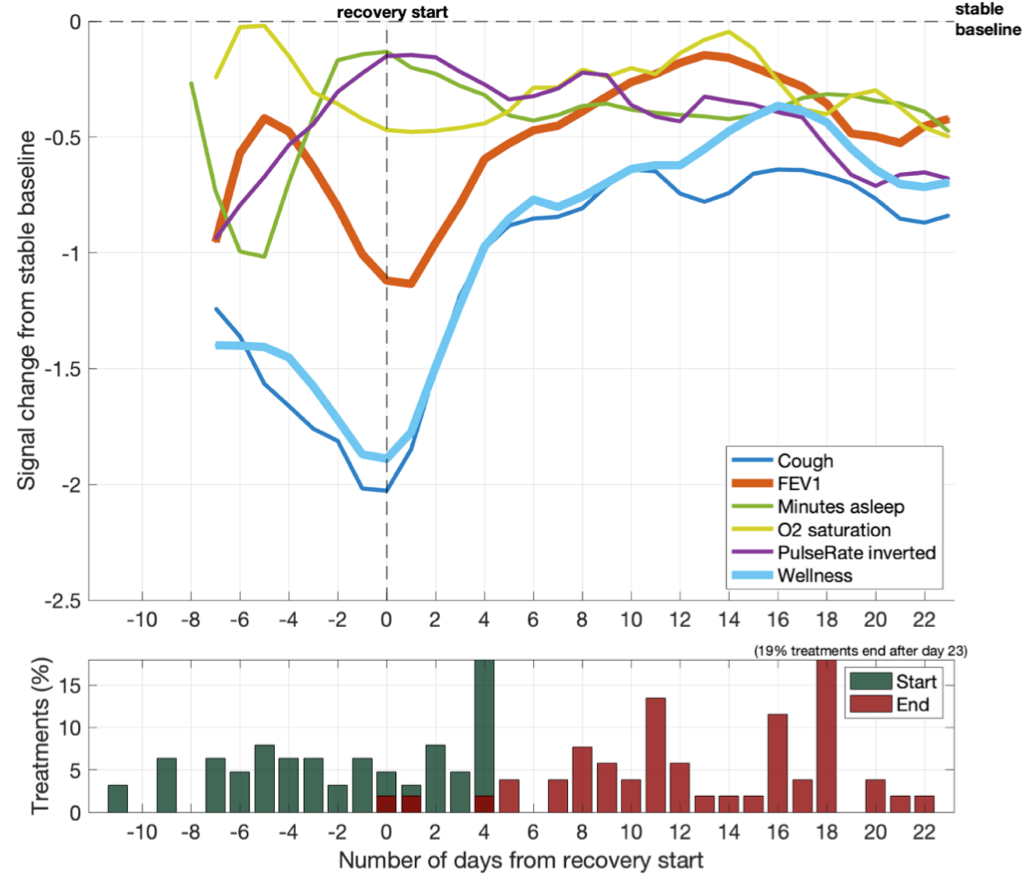 recovery start
stable
baseline
Signal change from stable baseline
0
-0.5
-1
-1.5
-2
-2.5
Cough
FEV1
Minutes asleep
O2 saturation
PulseRate inverted
Wellness
-10 -8 -6 -4 -2 0 2 4 6 8 10 12 14 16 18 20 22
(19% treatments end after day 23)
Treatments (%)
15
10
5
0
Start
End
-10 -8 -6 -4 -2 0 2 4 6 8 10 12 14 16 18 20 22
Number of days from recovery start